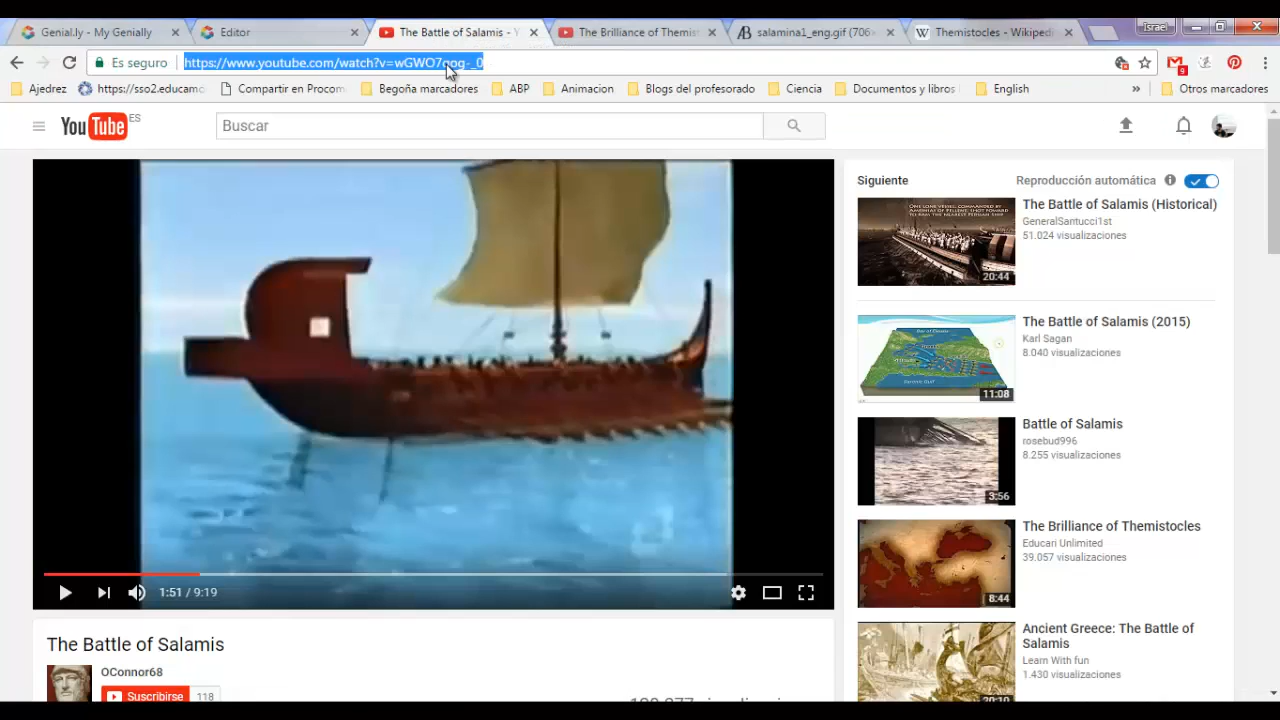 Genial.ly - My Genially
Editor
The Battle of Salamis -
The Brilliance of Themist
salamina1_eng.gif (706×
Themistocles - Wikiped
israel
Es seguro
https://www.youtube.com/watch?v=
9
Ajedrez
https://sso2.educamo
Compartir en Procom
Begoña marcadores
ABP
Animacion
Blogs del profesorado
Ciencia
Documentos y libros
English
»
Otros marcadores
YouTube ES
Buscar
Siguiente
Reproducción automática
The Battle of Salamis (Historical)
GeneralSantucci1st
51.024 visualizaciones
20:44
The Battle of Salamis (2015)
Karl Sagan
8.040 visualizaciones
11:08
Battle of Salamis
rosebud996
8.255 visualizaciones
3:56
The Brilliance of Themistocles
Educari Unlimited
39.057 visualizaciones
8:44
Ancient Greece: The Battle of
Salamis
Learn With fun
1.430 visualizaciones
1:51 / 9:19
The Battle of Salamis
OConnor68
Suscribirse 118